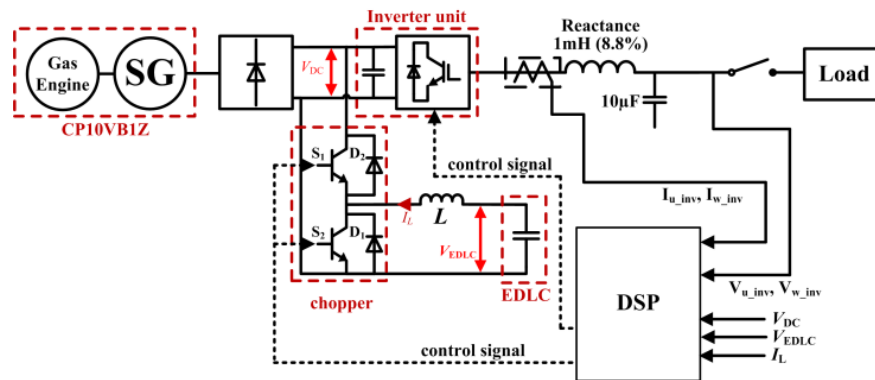 Inverter unit
Reactance
1mH (8.8%)
Gas
Engine
SG
V_DC
Load
10μF
CP10VB1Z
S_1
D_2
control signal
I_u_inv, I_w_inv
I_L
L
S_2
D_1
V_EDLC
EDLC
chopper
DSP
V_u_inv, V_w_inv
V_DC
V_EDLC
I_L
control signal